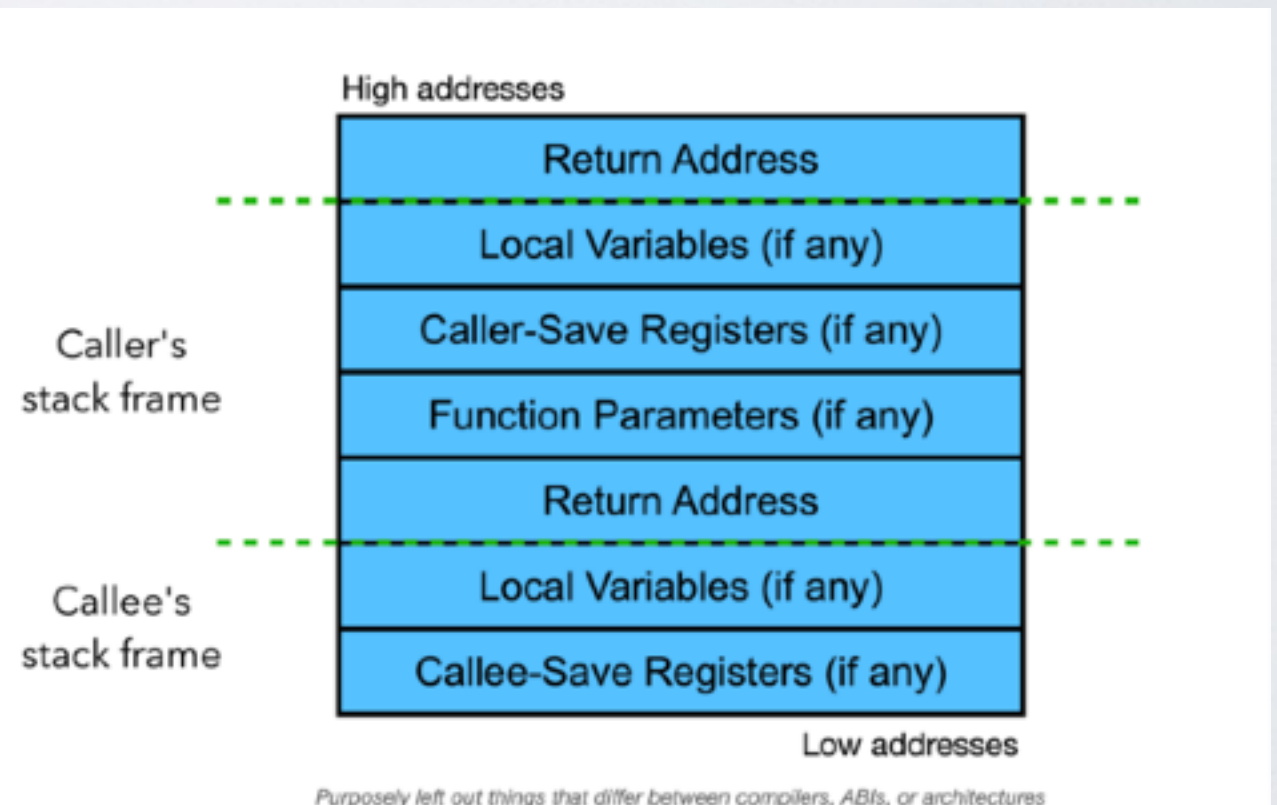 High addresses
Return Address
Local Variables (if any)
Caller-Save Registers (if any)
Caller's
stack frame
Function Parameters (if any)
Return Address
Local Variables (if any)
Callee's
stack frame
Callee-Save Registers (if any)
Low addresses
Purposely left out things that differ between compilers, ABIs, or architectures